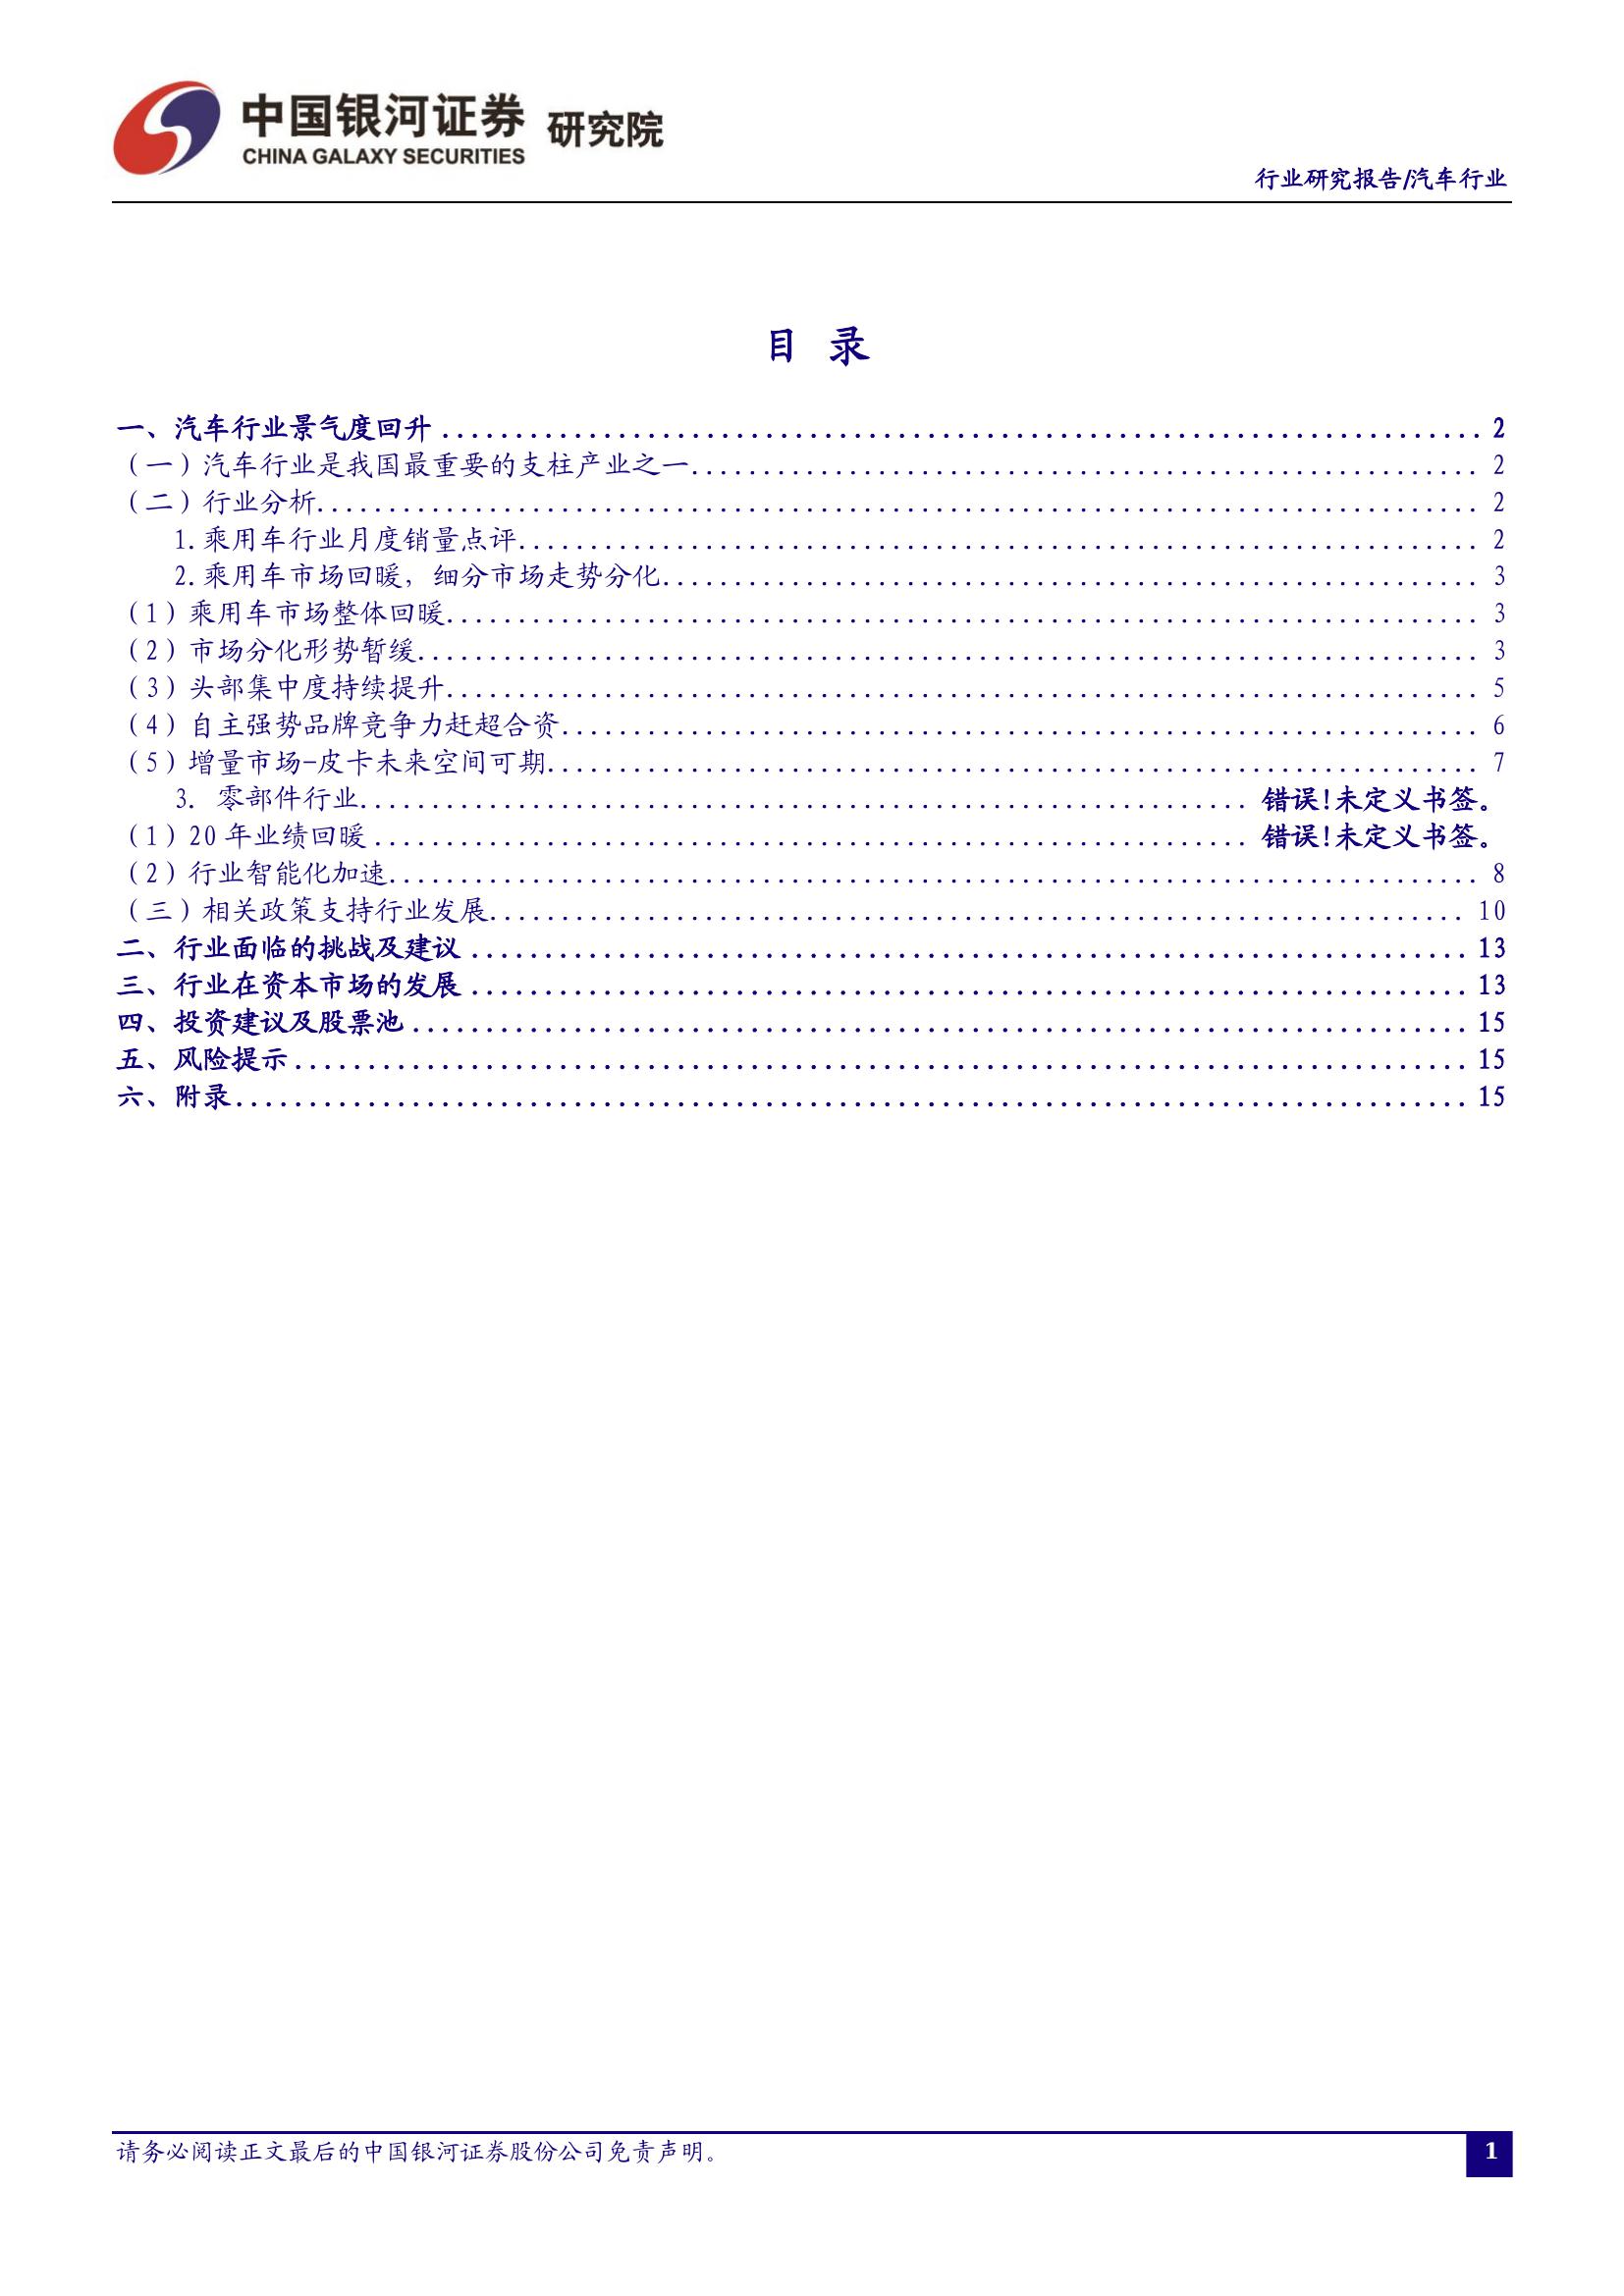 中国银河证券 研究院
CHINA GALAXY SECURITIES
行业研究报告/汽车行业
目 录
一、汽车行业景气度回升 ........................................ 2
（一）汽车行业是我国最重要的支柱产业之一 ........................................ 2
（二）行业分析 ........................................ 2
1.乘用车行业月度销量点评 ........................................ 2
2.乘用车市场回暖，细分市场走势分化 ........................................ 3
（1）乘用车市场整体回暖 ........................................ 3
（2）市场分化形势暂缓 ........................................ 3
（3）头部集中度持续提升 ........................................ 5
（4）自主强势品牌竞争力赶超合资 ........................................ 6
（5）增量市场-皮卡未来空间可期 ........................................ 7
3. 零部件行业 ........................................ 错误!未定义书签。
（1）20 年业绩回暖 ........................................ 错误!未定义书签。
（2）行业智能化加速 ........................................ 8
（三）相关政策支持行业发展 ........................................ 10
二、行业面临的挑战及建议 ........................................ 13
三、行业在资本市场的发展 ........................................ 13
四、投资建议及股票池 ........................................ 15
五、风险提示 ........................................ 15
六、附录 ........................................ 15
请务必阅读正文最后的中国银河证券股份公司免责声明。
1